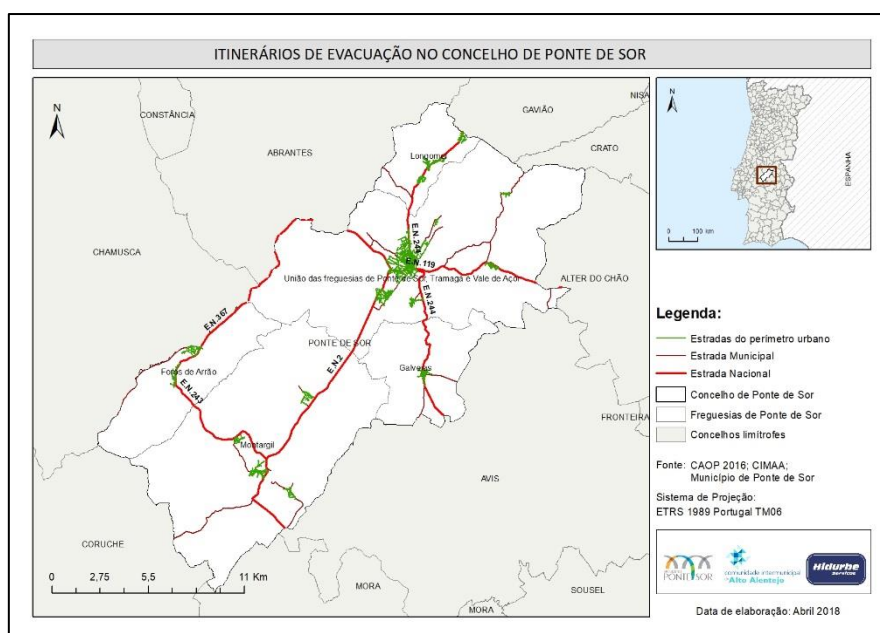 ITINERÁRIOS DE EVACUAÇÃO NO CONCELHO DE PONTE DE SOR
N
CONSTÂNCIA
ABRANTES
GAVIÃO
NISA
CRATO
CHAMUSCA
Longomel
E.N.244
E.N.119
União das freguesias de Ponte de Sor, Tramaga e Vale de Açor
ALTER DO CHÃO
E.N.244
E.N.367
PONTE DE SOR
E.N.2
Foros de Arrão
E.N.243
Galveias
FRONTEIRA
Montargil
AVIS
CORUCHE
MORA
MORA
SOUSEL
0 2,75 5,5 11 Km
N
ESPANHA
0 100 km
Legenda:
Estradas do perímetro urbano
Estrada Municipal
Estrada Nacional
Concelho de Ponte de Sor
Freguesias de Ponte de Sor
Concelhos limítrofes
Fonte: CAOP 2016; CIMAA;
Município de Ponte de Sor
Sistema de Projeção:
ETRS 1989 Portugal TM06
PONTE SOR
comunidade intermunicipal
do Alto Alentejo
Hidurbe
serviços
Data de elaboração: Abril 2018